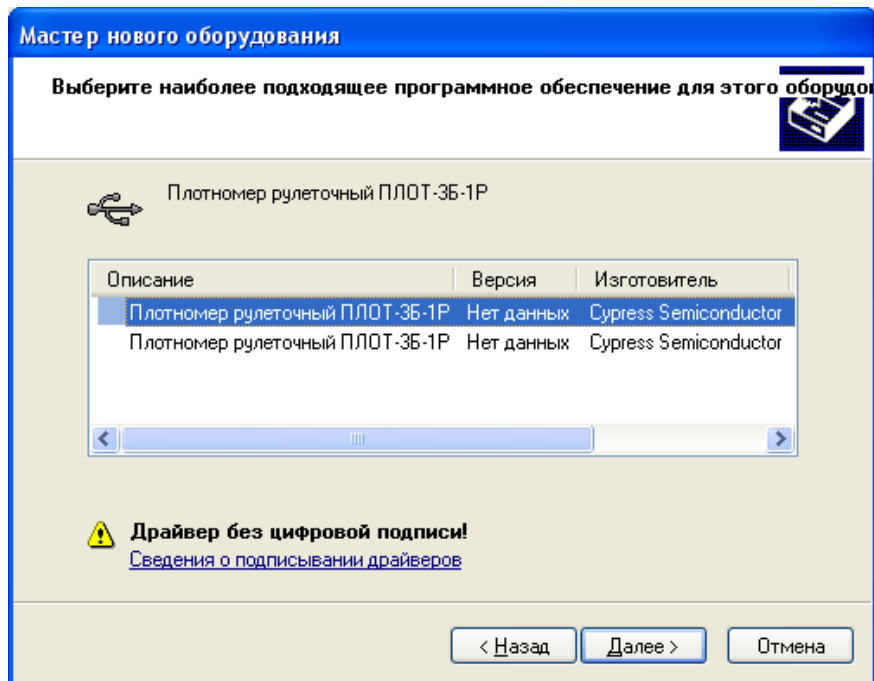 Мастер нового оборудования
Выберите наиболее подходящее программное обеспечение для этого
Плотномер рулеточный ПЛОТ-3Б-1Р
Описание Версия Изготовитель
Плотномер рулеточный ПЛОТ-3Б-1Р Нет данных Cypress Semiconductor
Плотномер рулеточный ПЛОТ-3Б-1Р Нет данных Cypress Semiconductor
Драйвер без цифровой подписи!
Сведения о подписывании драйверов
< Назад Далее > Отмена